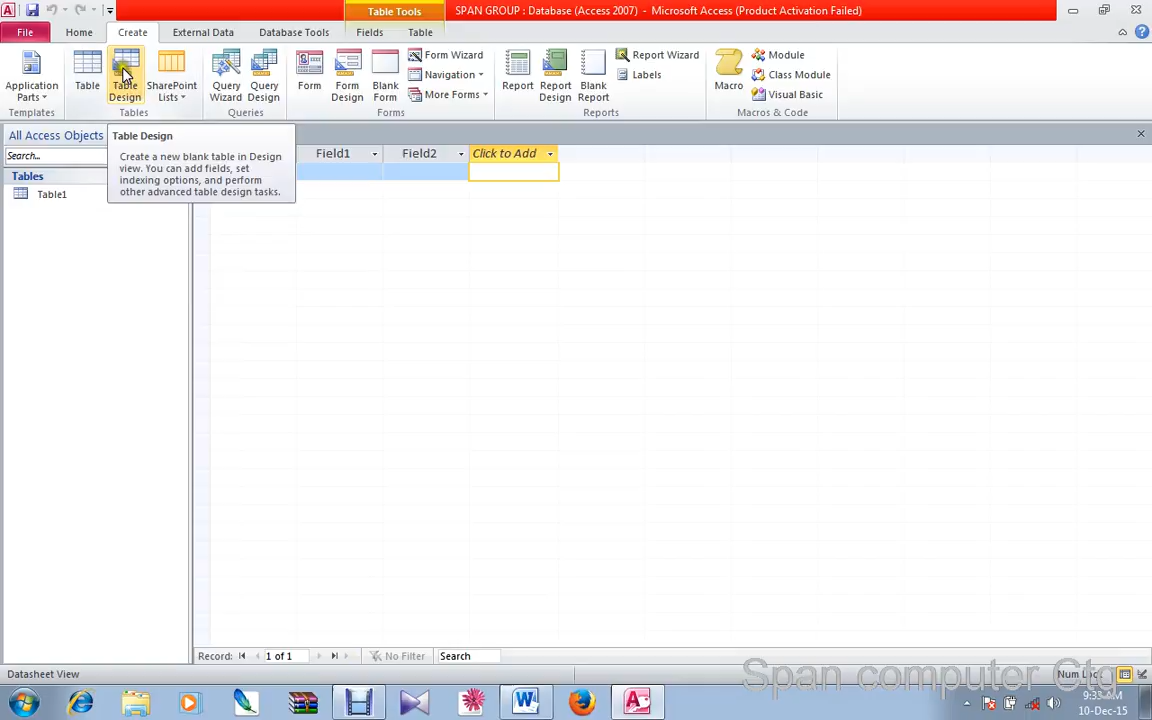 Table Tools
SPAN GROUP : Database (Access 2007) - Microsoft Access (Product Activation Failed)
File Home Create External Data Database Tools Fields Table
Application Parts
Table
Table Design
SharePoint Lists
Query Wizard
Query Design
Form
Form Design
Blank Form
Form Wizard
Navigation
More Forms
Report
Report Design
Blank Report
Report Wizard
Labels
Macro
Module
Class Module
Visual Basic
Templates Tables Queries Forms Reports Macros & Code
All Access Objects
Search...
Tables
Table1
Table Design
Create a new blank table in Design
view. You can add fields, set
indexing options, and perform
other advanced table design tasks.
Field1 Field2 Click to Add
Record: 1 of 1 No Filter Search
Datasheet View
Num Lock
Span computer Ctg
10-Dec-15